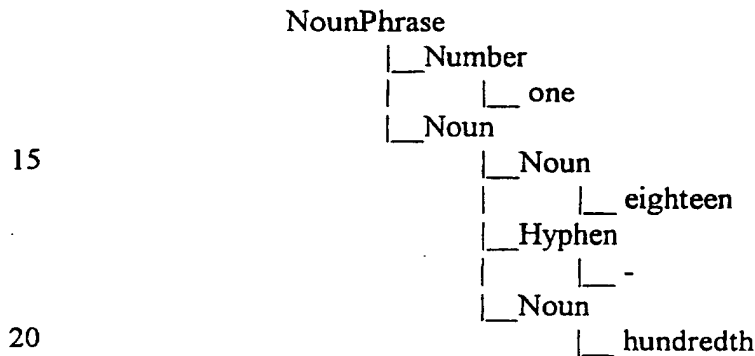 NounPhrase
|__Number
| |__ one
|__Noun
15 |__Noun
| |__ eighteen
|__Hyphen
| |__ -
|__Noun
20 |__ hundredth